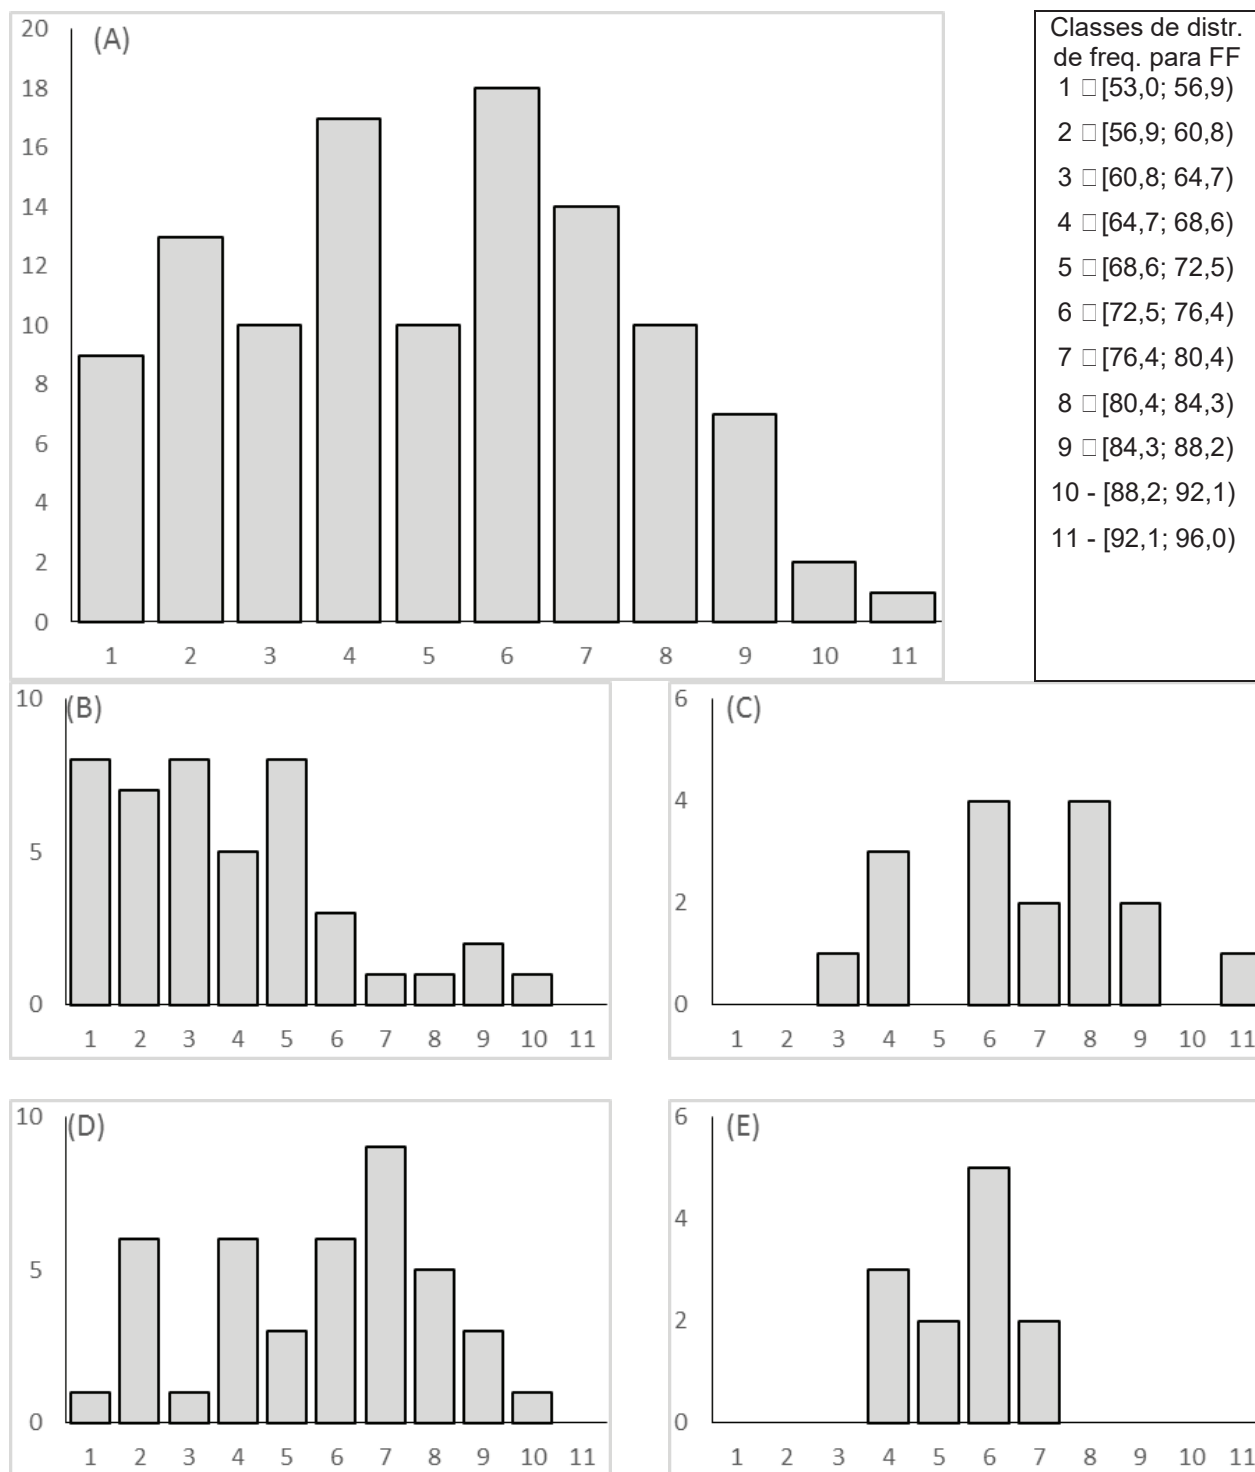 (A)
20
18
16
14
12
10
8
6
4
2
0
1 2 3 4 5 6 7 8 9 10 11
Classes de distr.
de freq. para FF
1 □ [53,0; 56,9)
2 □ [56,9; 60,8)
3 □ [60,8; 64,7)
4 □ [64,7; 68,6)
5 □ [68,6; 72,5)
6 □ [72,5; 76,4)
7 □ [76,4; 80,4)
8 □ [80,4; 84,3)
9 □ [84,3; 88,2)
10 - [88,2; 92,1)
11 - [92,1; 96,0)
(B)
10
5
0
1 2 3 4 5 6 7 8 9 10 11
(C)
6
4
2
0
1 2 3 4 5 6 7 8 9 10 11
(D)
10
5
0
1 2 3 4 5 6 7 8 9 10 11
(E)
6
4
2
0
1 2 3 4 5 6 7 8 9 10 11